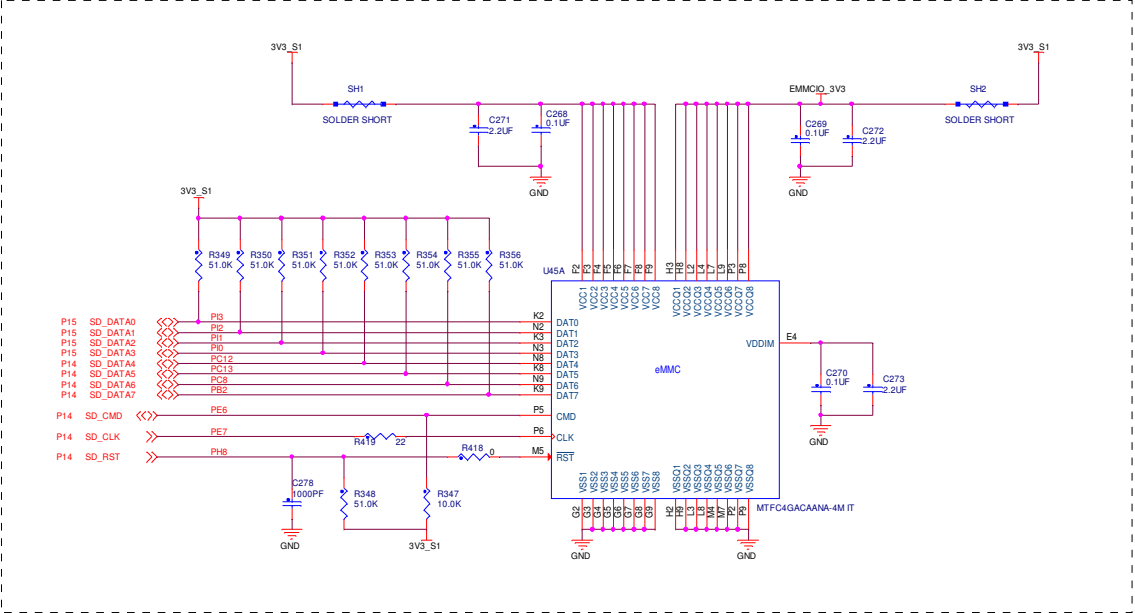 3V3_S1
3V3_S1
SH1
EMMCIO_3V3
SH2
SOLDER SHORT
C271
2.2UF
C268
0.1UF
C269
0.1UF
C272
2.2UF
SOLDER SHORT
GND
GND
3V3_S1
R349
51.0K
R350
51.0K
R351
51.0K
R352
51.0K
R353
51.0K
R354
51.0K
R355
51.0K
R356
51.0K
U45A
F2 F3 F4 F5 F6 F7 F8 F9
H3 H8 L2 L4 L7 L9 P3 P8
VCC1 VCC2 VCC3 VCC4 VCC5 VCC6 VCC7 VCC8
VCCQ1 VCCQ2 VCCQ3 VCCQ4 VCCQ5 VCCQ6 VCCQ7 VCCQ8
P15 SD_DATA0 PI3 K2 DAT0
P15 SD_DATA1 PI2 N2 DAT1
P15 SD_DATA2 PI1 K3 DAT2
P15 SD_DATA3 PI0 N3 DAT3
P14 SD_DATA4 PC12 N8 DAT4
P14 SD_DATA5 PC13 K8 DAT5
P14 SD_DATA6 PC8 N9 DAT6
P14 SD_DATA7 PB2 K9 DAT7
VDDIM E4
eMMC
C270
0.1UF
C273
2.2UF
GND
P14 SD_CMD PE6 P5 CMD
P14 SD_CLK PE7 R419 22 P6 CLK
P14 SD_RST PH8 R418 0 M5 RST
C278
1000PF
R348
51.0K
R347
10.0K
GND
3V3_S1
VSS1 VSS2 VSS3 VSS4 VSS5 VSS6 VSS7 VSS8
VSSQ1 VSSQ2 VSSQ3 VSSQ4 VSSQ5 VSSQ6 VSSQ7 VSSQ8
G2 G3 G4 G5 G6 G7 G8 G9
H2 H9 L3 L8 M4 M7 P2 P9
MTFC4GACAANA-4M IT
GND
GND